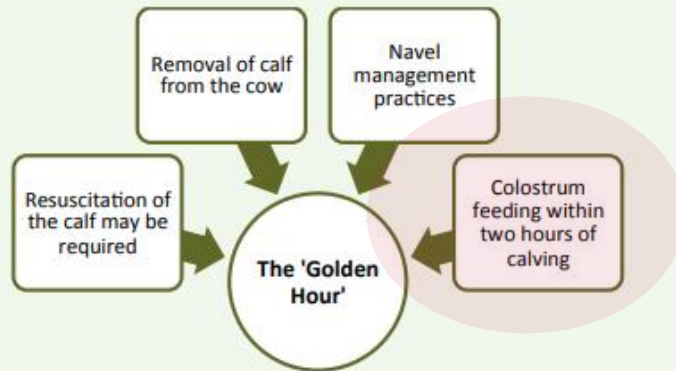 Removal of calf
from the cow
Navel
management
practices
Resuscitation of
the calf may be
required
Colostrum
feeding within
two hours of
calving
The 'Golden
Hour'